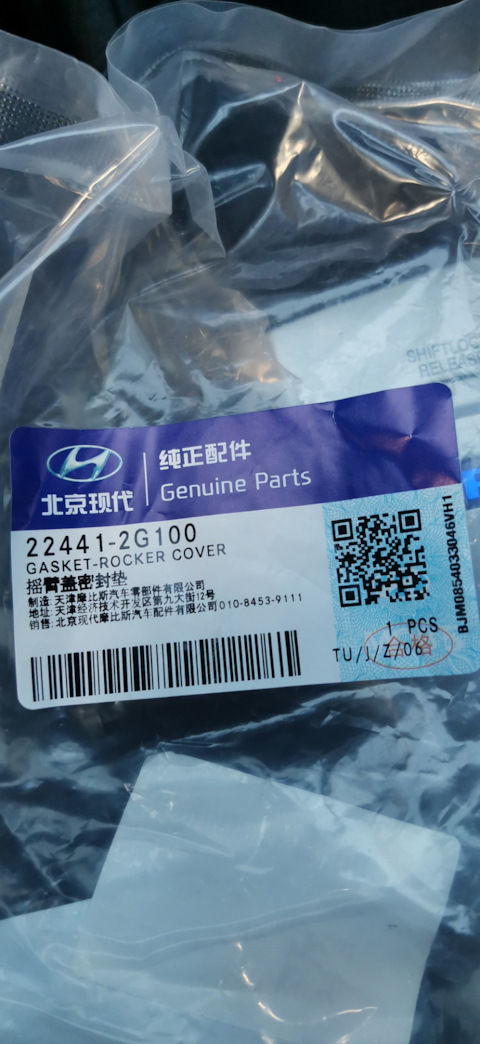 SHIFTLOCK
RELEASE
纯正配件
Genuine Parts
北京现代
22441-2G100
GASKET-ROCKER COVER
摇臂盖密封垫
制造:天津摩比斯汽车零部件有限公司
地址:天津经济技术开发区第九大街12号
销售:北京现代摩比斯汽车配件有限公司010-8453-9111
1 PCS
TU/J/Z/06
合格
BJM0854033046VH1